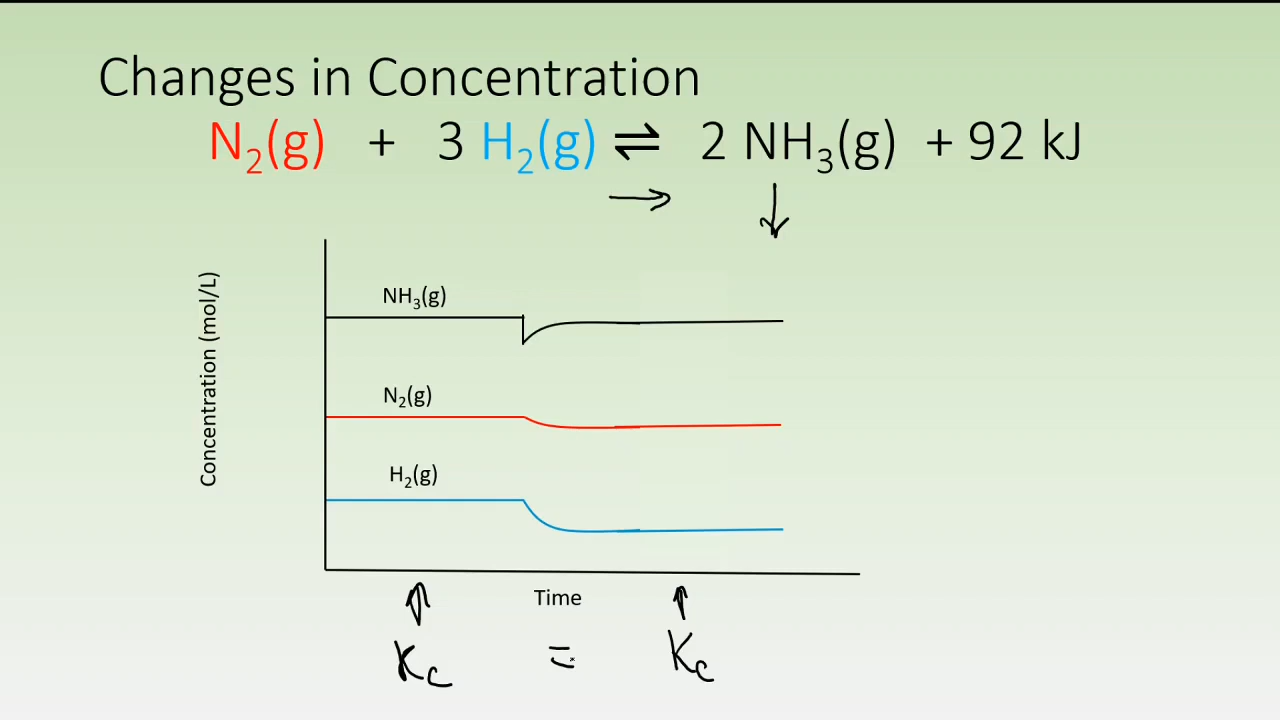 Changes in Concentration
N₂(g) + 3 H₂(g) ⇌ 2 NH₃(g) + 92 kJ
→ ↓
Concentration (mol/L)
NH₃(g)
N₂(g)
H₂(g)
Time
Kc = Kc